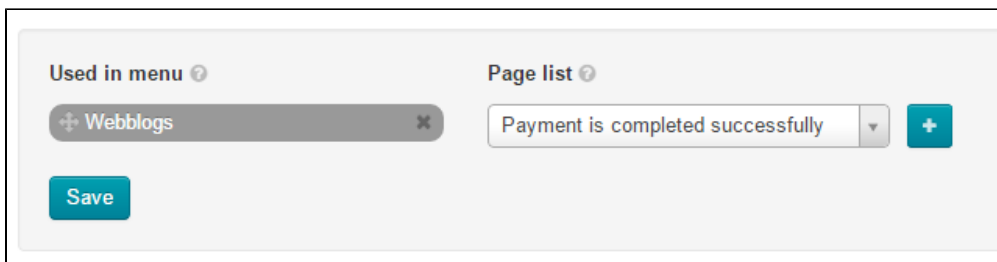 Used in menu
Page list
Webblogs
Payment is completed successfully
Save